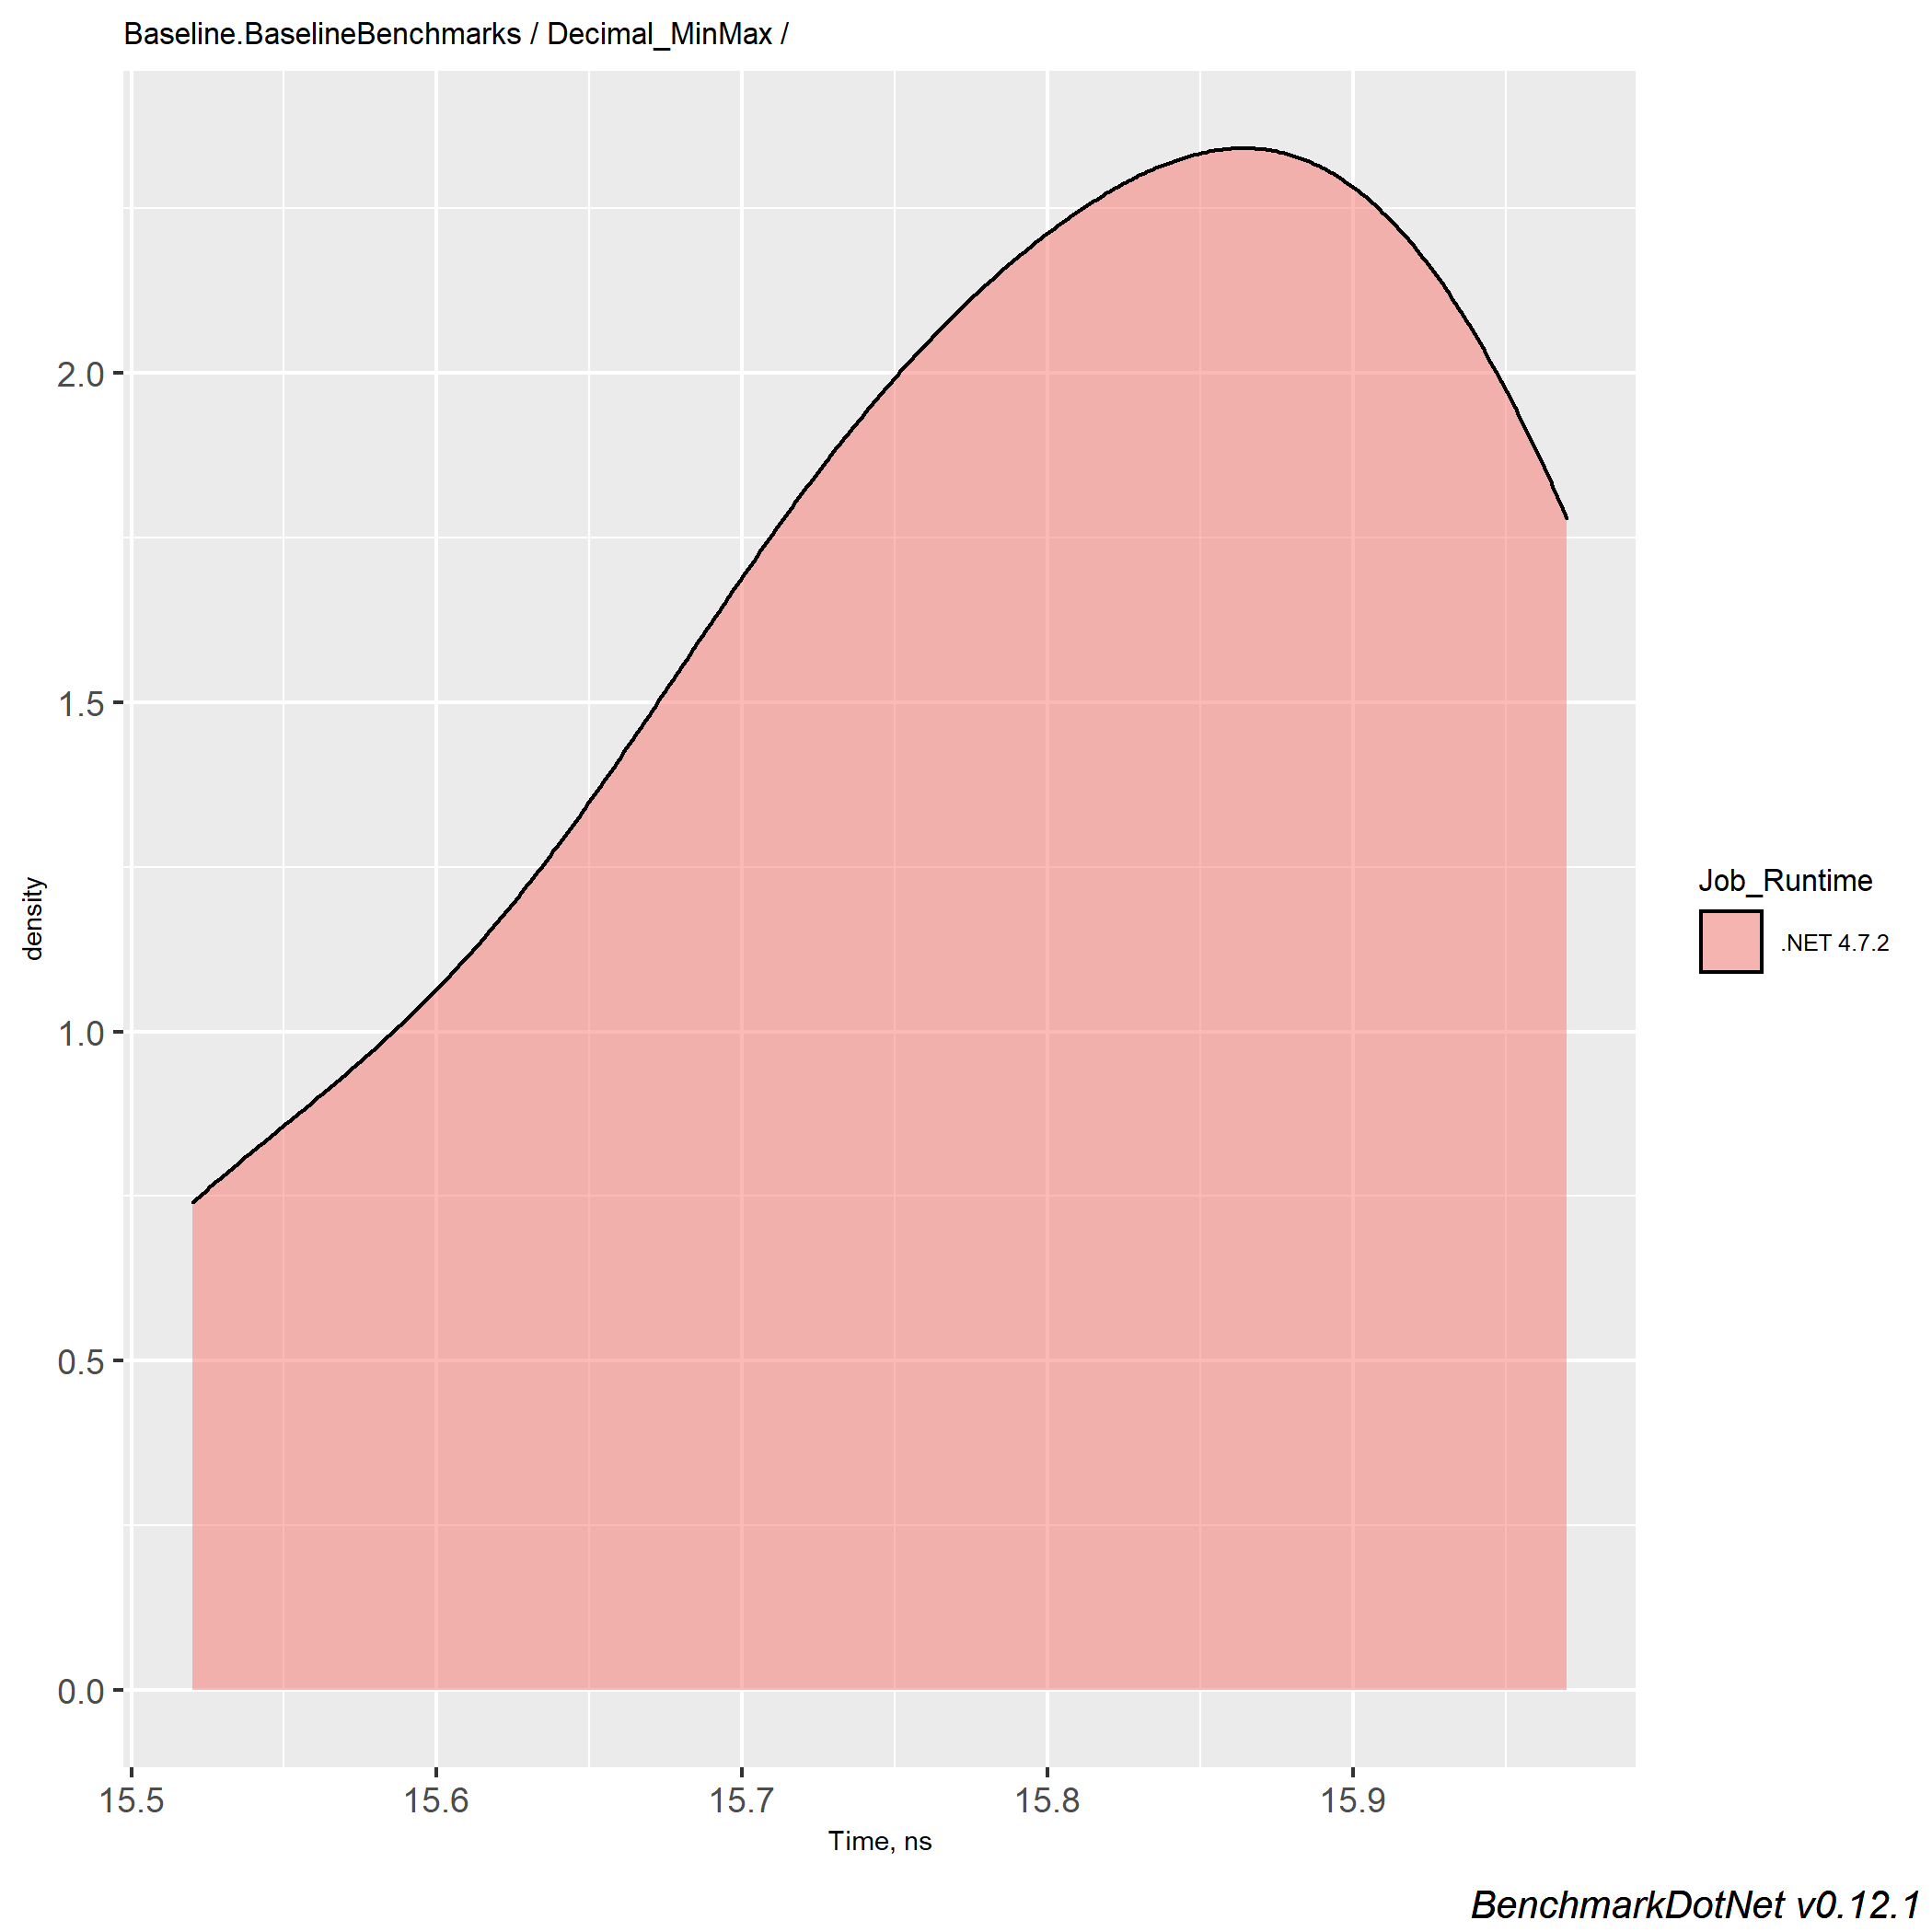 Baseline.BaselineBenchmarks / Decimal_MinMax /
2.0
1.5
1.0
0.5
0.0
density
15.5 15.6 15.7 15.8 15.9
Time, ns
Job_Runtime
.NET 4.7.2
BenchmarkDotNet v0.12.1